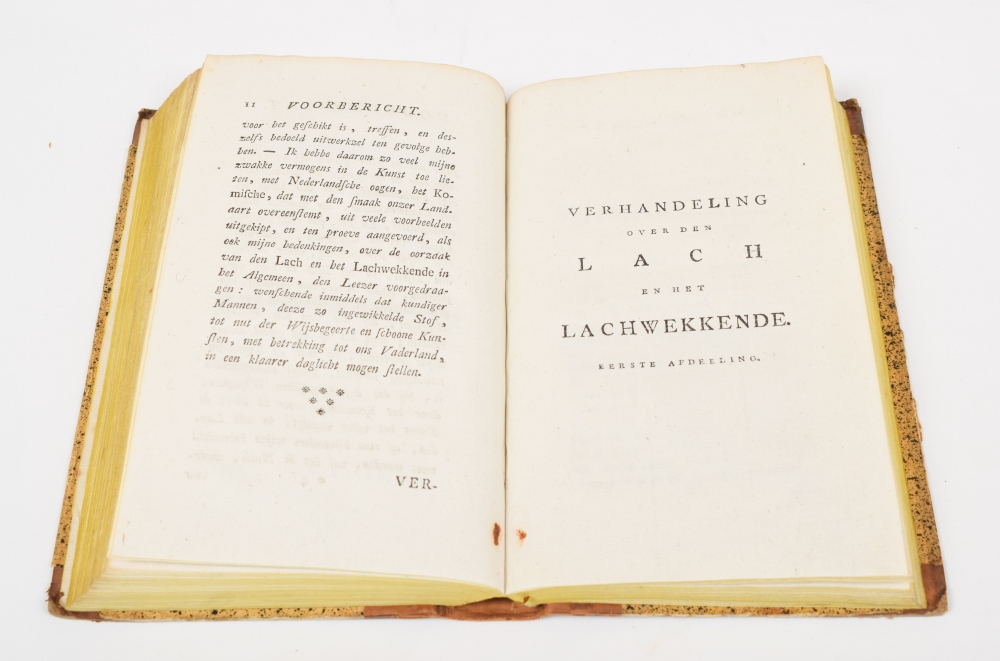 II VOORBERICHT.
voor het geſchikt is, treffen, en des-
zelfs bedoeld uitwerkzel ten gevolge heb-
ben. — Ik hebbe daarom zo veel mijne
zwakke vermogens in de Kunst toe lie-
ten, met Nederlandſche oogen, het Ko-
miſche, dat met den ſmaak onzer Land-
aart overeenſtemt, uit veele voorbeelden
uitgekipt, en ten proeve aangevoerd, als
ook mijne bedenkingen, over de oorzaak
van den Lach en het Lachwekkende in
het Algemeen, den Leezer voorgedraa-
gen: wenſchende inmiddels dat kundiger
Mannen, deeze zo ingewikkelde Stof,
tot nut der Wijsbegeerte en ſchoone Kun-
ſten, met betrekking tot ons Vaderland,
in een klaarer daglicht mogen ſtellen.
VER-
VERHANDELING
OVER DEN
LACH
EN HET
LACHWEKKENDE.
EERSTE AFDEELING.